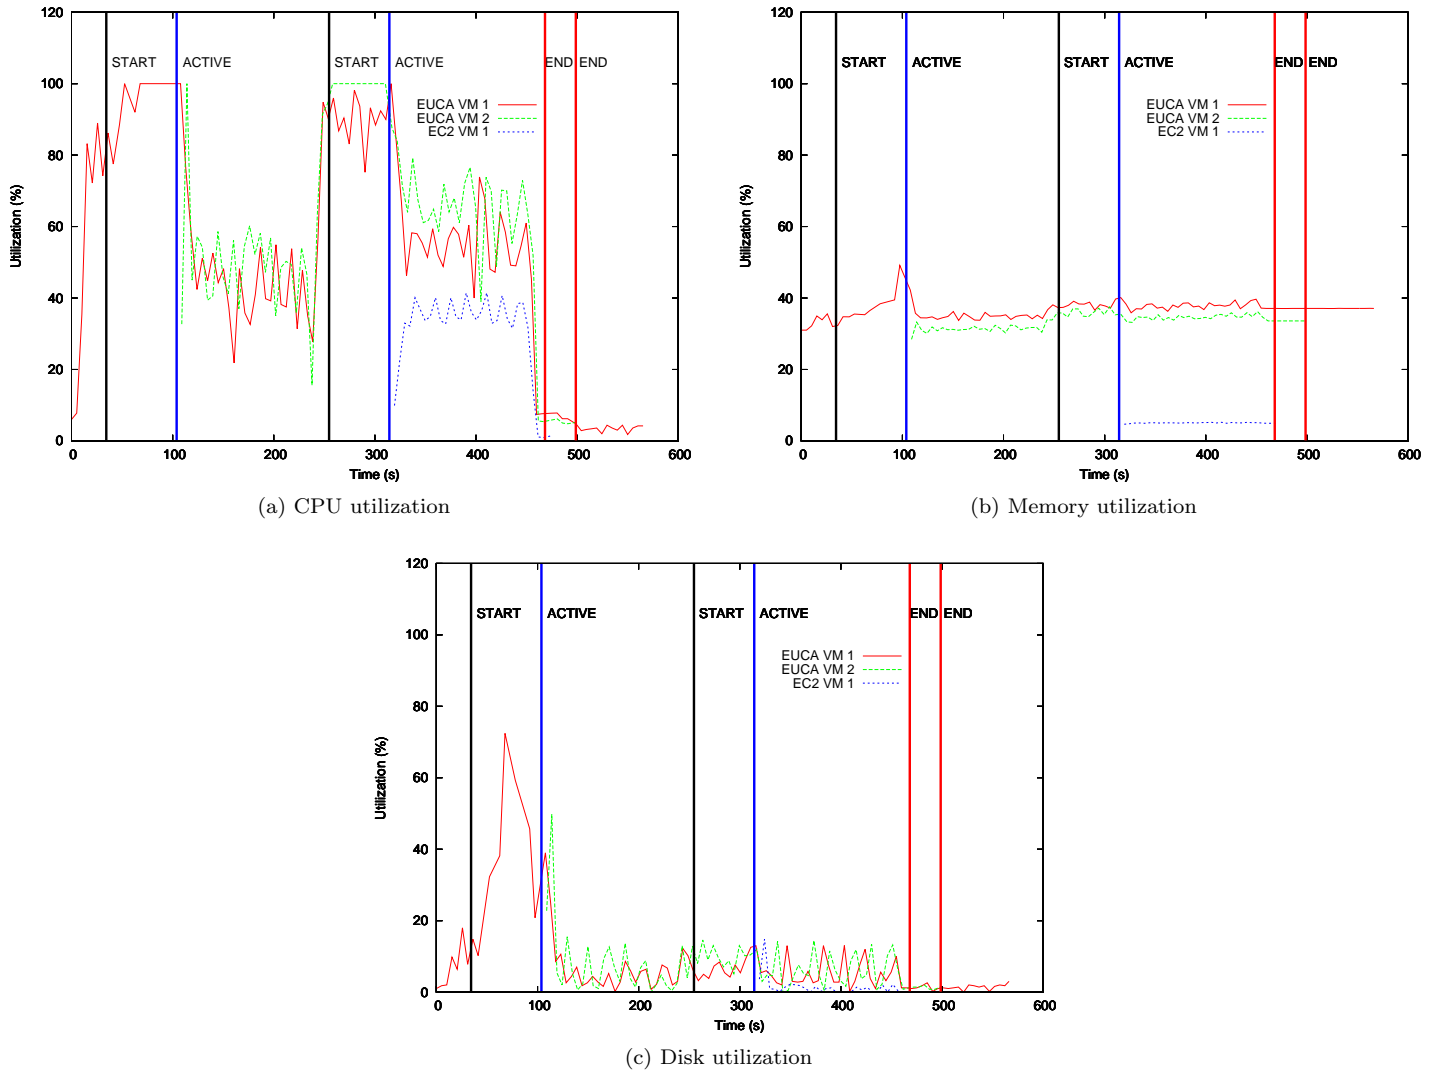 120
100
80
60
40
20
0
Utilization (%)
START ACTIVE START ACTIVE END END
EUCA VM 1
EUCA VM 2
EC2 VM 1
0 100 200 300 400 500 600
Time (s)
(a) CPU utilization
120
100
80
60
40
20
0
Utilization (%)
START ACTIVE START ACTIVE END END
EUCA VM 1
EUCA VM 2
EC2 VM 1
0 100 200 300 400 500 600
Time (s)
(b) Memory utilization
120
100
80
60
40
20
0
Utilization (%)
START ACTIVE START ACTIVE END END
EUCA VM 1
EUCA VM 2
EC2 VM 1
0 100 200 300 400 500 600
Time (s)
(c) Disk utilization